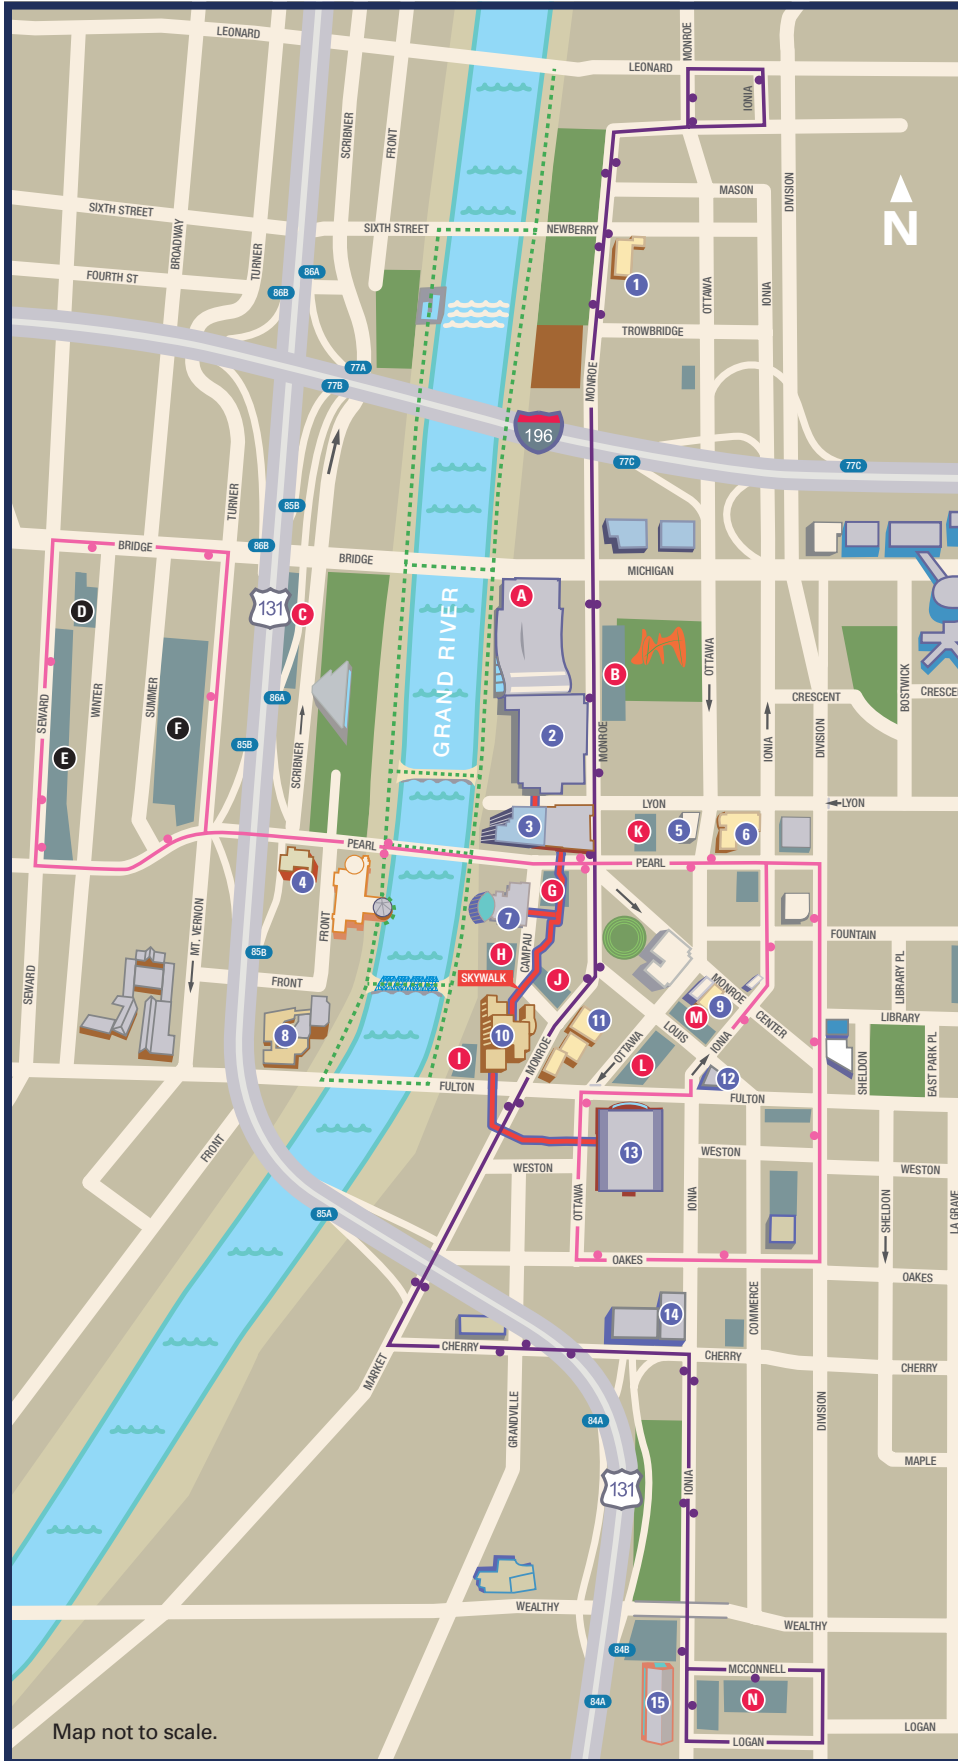 LEONARD
MONROE
LEONARD
IONIA
SCRIBNER
FRONT
DIVISION
MASON
N
SIXTH STREET
BROADWAY
TURNER
SIXTH STREET
NEWBERRY
FOURTH ST
86A
86B
1
OTTAWA
IONIA
TROWBRIDGE
77A
77B
MONROE
196
77C
77C
TURNER
85B
86B
BRIDGE
BRIDGE
MICHIGAN
131
A
D
C
GRAND RIVER
B
OTTAWA
SEWARD
WINTER
SUMMER
86A
F
E
85B
SCRIBNER
2
MONROE
IONIA
CRESCENT
DIVISION
BOSTWICK
CRESCEN
LYON
LYON
3
K
5
6
PEARL
PEARL
4
G
7
FRONT
CAMPAU
MT. VERNON
85B
H
SKYWALK
J
FOUNTAIN
LIBRARY PL
SEWARD
FRONT
MONROE
9
M
CENTER
LIBRARY
8
10
11
LOUIS
IONIA
OTTAWA
MONROE
I
L
12
SHELDON
EAST PARK PL
FULTON
FULTON
FRONT
13
WESTON
WESTON
WESTON
OTTAWA
IONIA
SHELDON
LA GRAVE
85A
OAKES
OAKES
COMMERCE
14
CHERRY
CHERRY
CHERRY
MARKET
GRANDVILLE
84A
DIVISION
MAPLE
131
IONIA
WEALTHY
WEALTHY
84B
MCCONNELL
84A
15
N
LOGAN
LOGAN
Map not to scale.